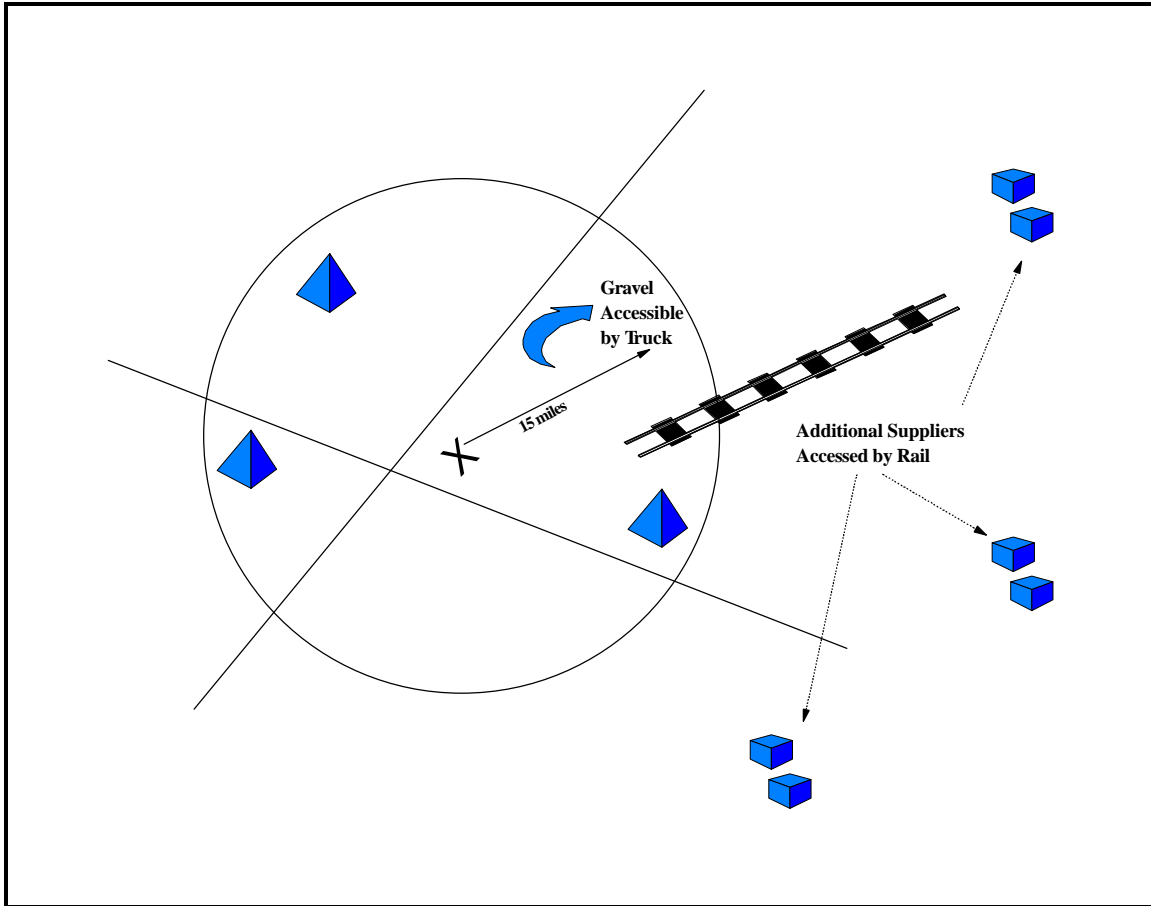 Gravel
Accessible
by Truck
15 miles
Additional Suppliers
Accessed by Rail